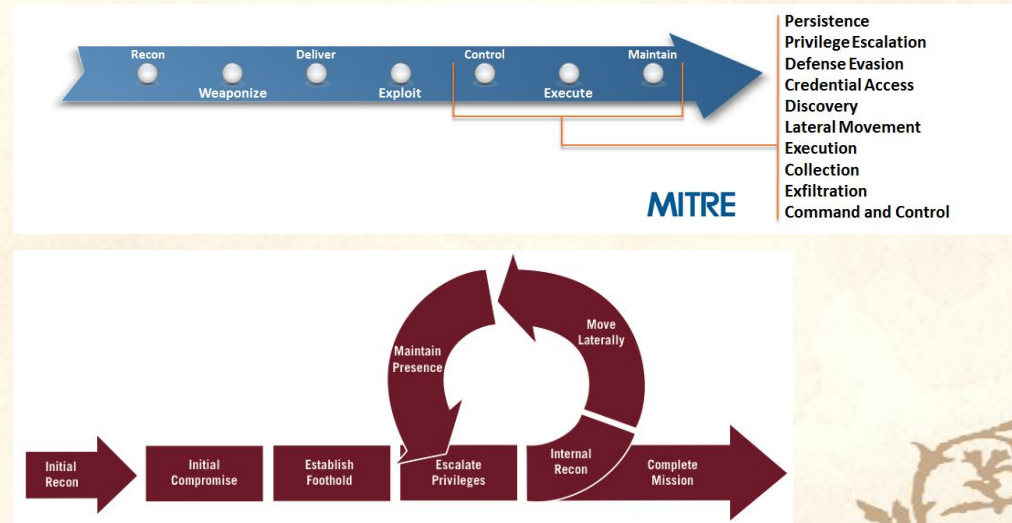 Recon
Deliver
Control
Maintain
Weaponize
Exploit
Execute
Persistence
Privilege Escalation
Defense Evasion
Credential Access
Discovery
Lateral Movement
Execution
Collection
Exfiltration
Command and Control
MITRE
Maintain
Presence
Move
Laterally
Initial
Recon
Initial
Compromise
Establish
Foothold
Escalate
Privileges
Internal
Recon
Complete
Mission